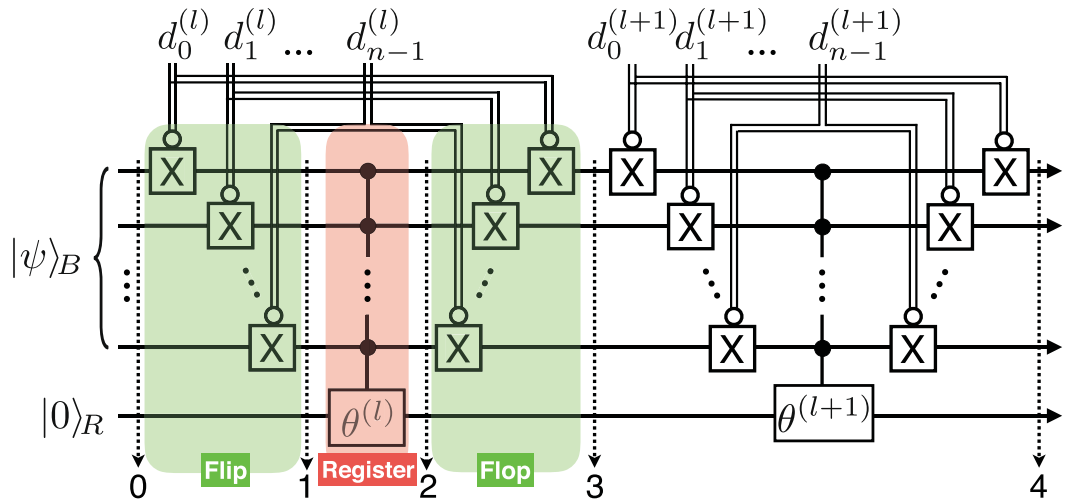 d_0^{(l)} d_1^{(l)} ... d_{n-1}^{(l)} d_0^{(l+1)} d_1^{(l+1)} ... d_{n-1}^{(l+1)}
X X X X
X X X X
|ψ⟩_B
X X X X
|0⟩_R θ^{(l)} θ^{(l+1)}
Flip Register Flop
0 1 2 3 4